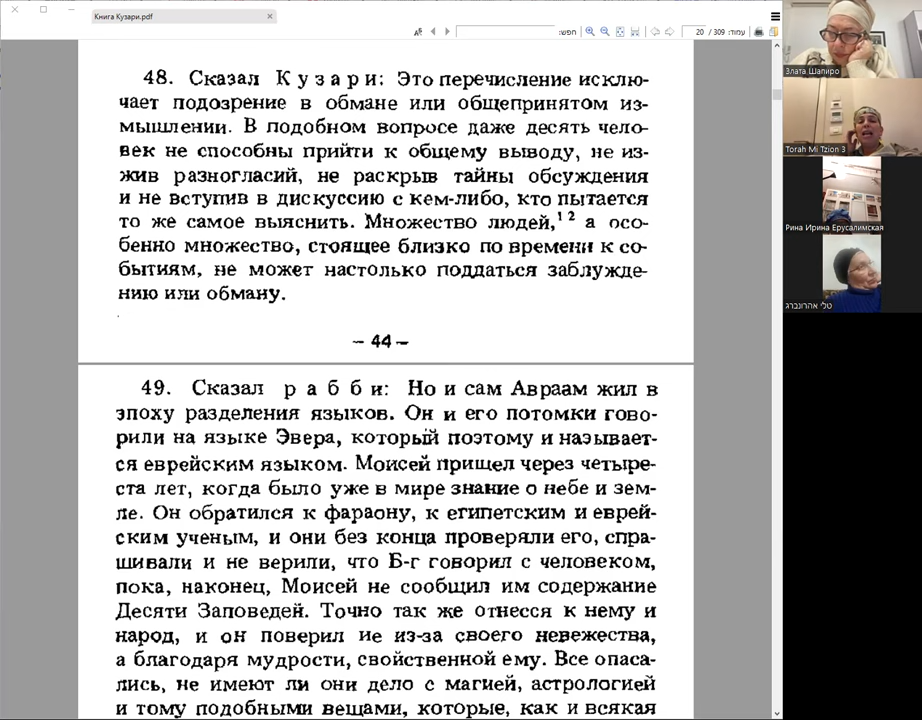 Книга Кузари.pdf
חפש:
עמוד: 20 / 309
48. Сказал Кузари: Это перечисление исклю-
чает подозрение в обмане или общепринятом из-
мышлении. В подобном вопросе даже десять чело-
век не способны прийти к общему выводу, не из-
жив разногласий, не раскрыв тайны обсуждения
и не вступив в дискуссию с кем-либо, кто пытается
то же самое выяснить. Множество людей,¹² а осо-
бенно множество, стоящее близко по времени к со-
бытиям, не может настолько поддаться заблужде-
нию или обману.
– 44 –
49. Сказал рабби: Но и сам Авраам жил в
эпоху разделения языков. Он и его потомки гово-
рили на языке Эвера, который поэтому и называет-
ся еврейским языком. Моисей пришел через четыре-
ста лет, когда было уже в мире знание о небе и зем-
ле. Он обратился к фараону, к египетским и еврей-
ским ученым, и они без конца проверяли его, спра-
шивали и не верили, что Б-г говорил с человеком,
пока, наконец, Моисей не сообщил им содержание
Десяти Заповедей. Точно так же отнесся к нему и
народ, и он поверил не из-за своего невежества,
а благодаря мудрости, свойственной ему. Все опаса-
лись, не имеют ли они дело с магией, астрологией
и тому подобными вещами, которые, как и всякая
Злата Шапиро
Torah Mi Tzion 3
Рина Ирина Ерусалимская
טלי אהרונברג